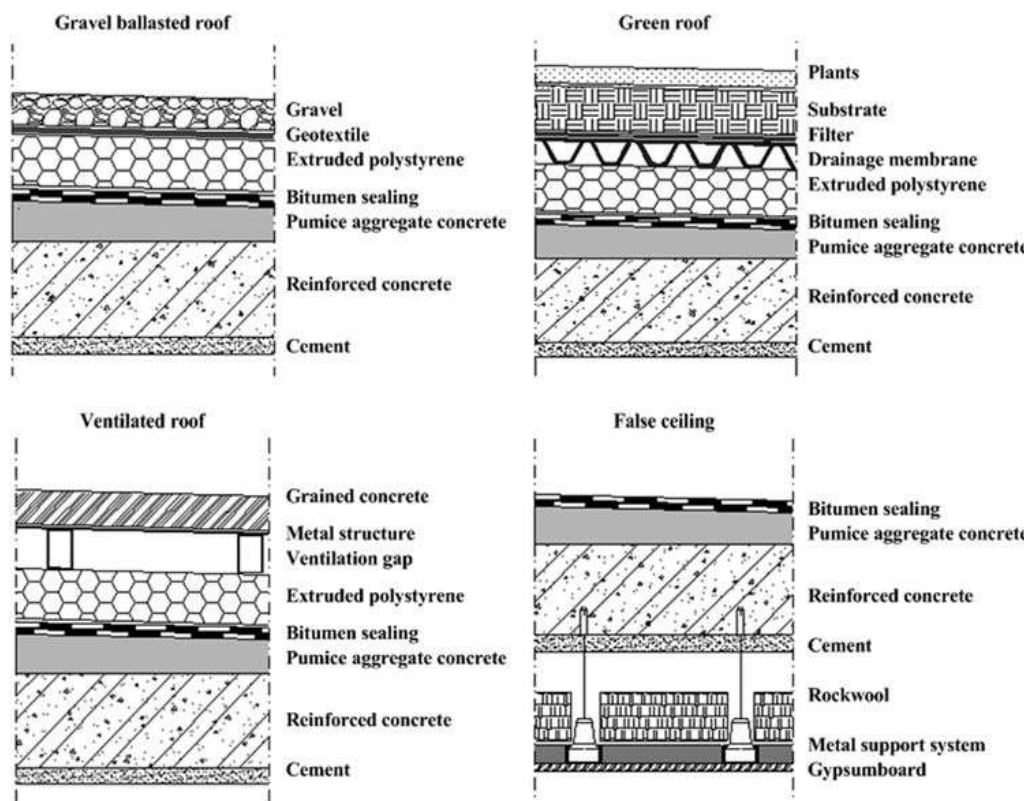 Gravel ballasted roof
Gravel
Geotextile
Extruded polystyrene
Bitumen sealing
Pumice aggregate concrete
Reinforced concrete
Cement
Green roof
Plants
Substrate
Filter
Drainage membrane
Extruded polystyrene
Bitumen sealing
Pumice aggregate concrete
Reinforced concrete
Cement
Ventilated roof
Grained concrete
Metal structure
Ventilation gap
Extruded polystyrene
Bitumen sealing
Pumice aggregate concrete
Reinforced concrete
Cement
False ceiling
Bitumen sealing
Pumice aggregate concrete
Reinforced concrete
Cement
Rockwool
Metal support system
Gypsumboard